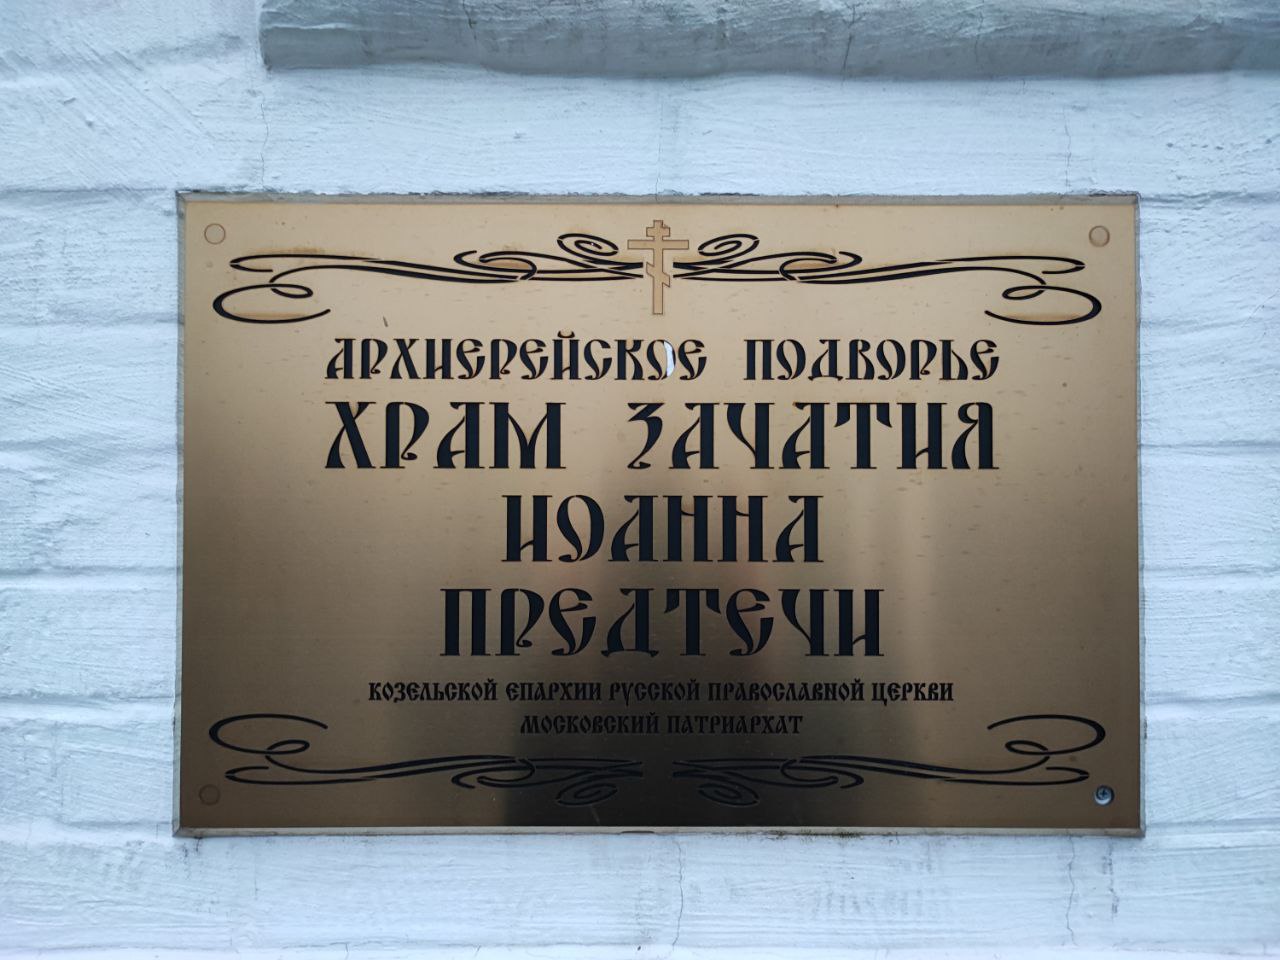 АРХИЕРЕЙСКОЕ ПОДВОРЬЕ
ХРАМ ЗАЧАТИЯ
ИОАННА
ПРЕДТЕЧИ
КОЗЕЛЬСКОЙ ЕПАРХИИ РУССКОЙ ПРАВОСЛАВНОЙ ЦЕРКВИ
МОСКОВСКИЙ ПАТРИАРХАТ